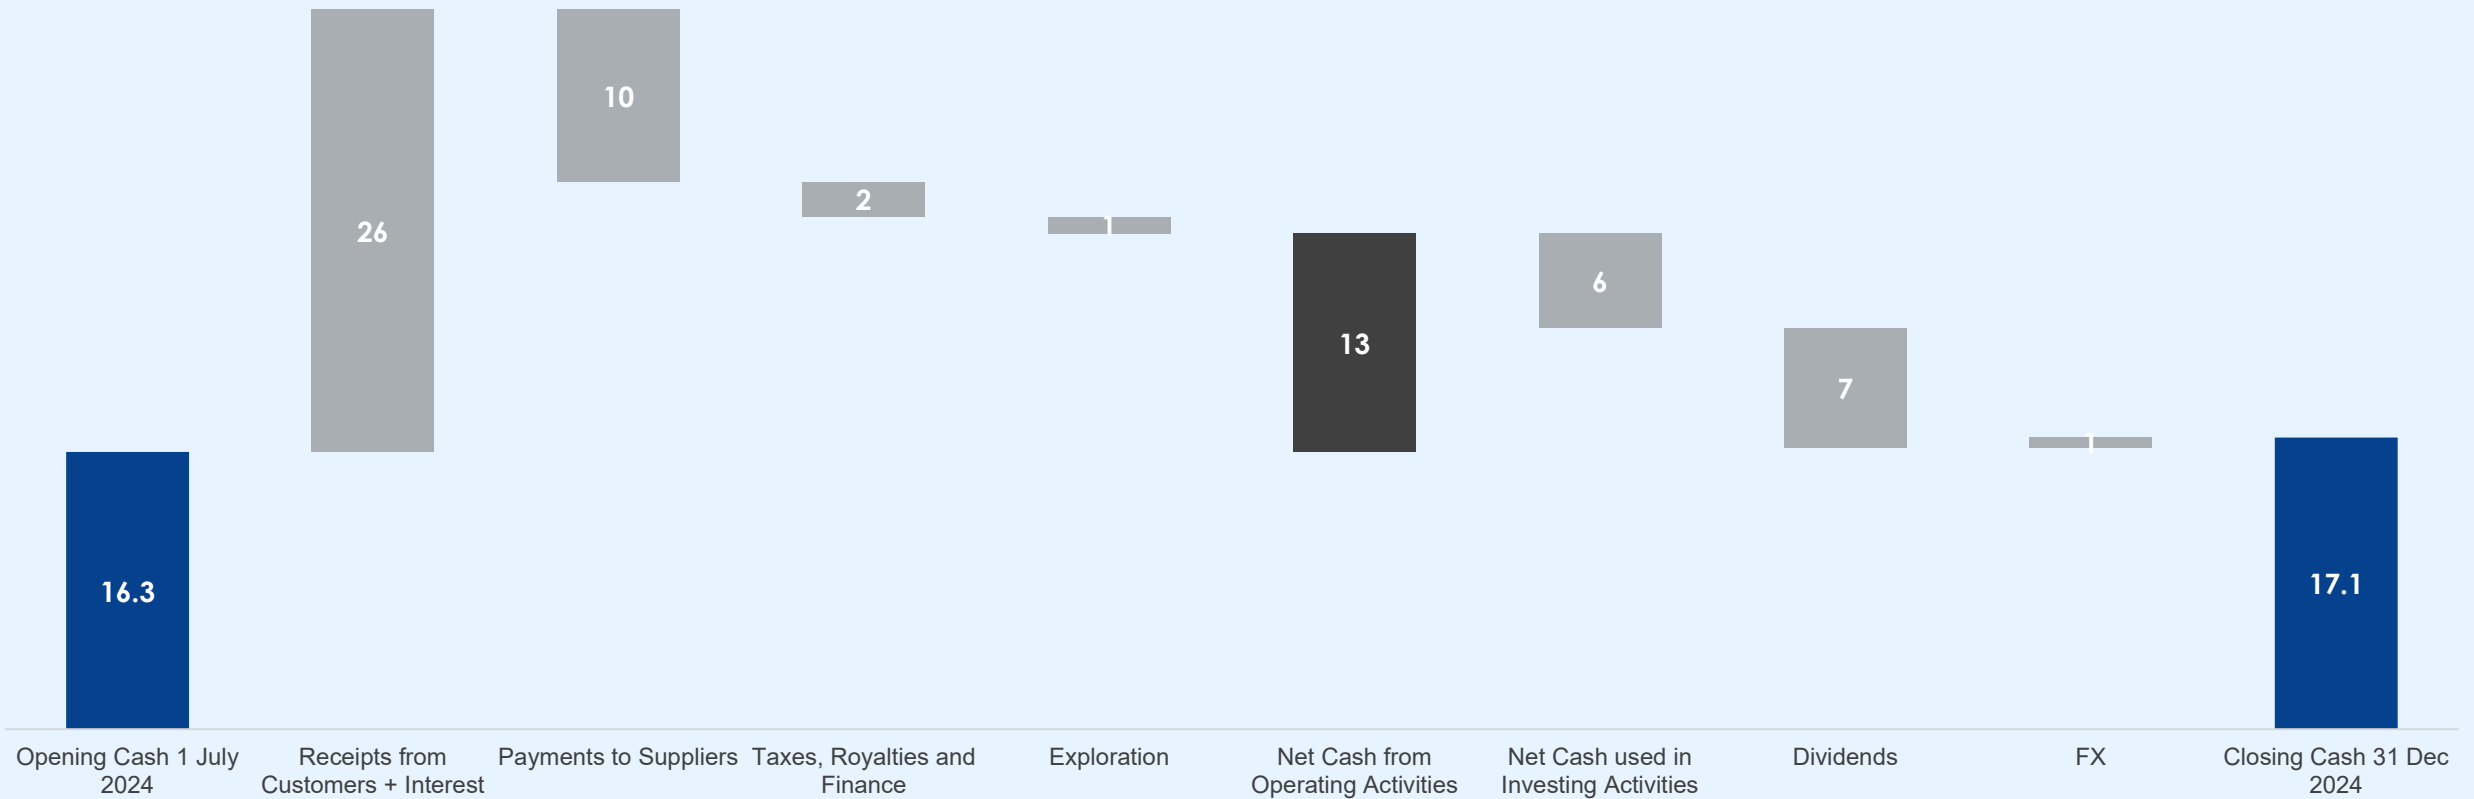 10
2
26
1
6
13
7
1
16.3
17.1
Opening Cash 1 July
2024
Receipts from
Customers + Interest
Payments to Suppliers
Taxes, Royalties and
Finance
Exploration
Net Cash from
Operating Activities
Net Cash used in
Investing Activities
Dividends
FX
Closing Cash 31 Dec
2024